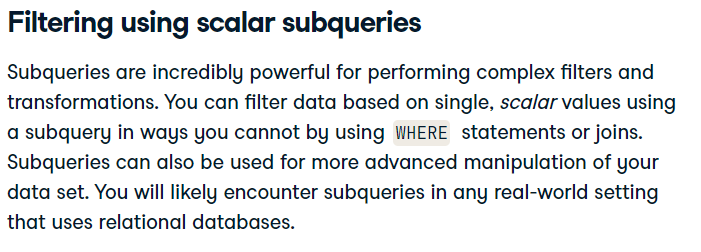 Filtering using scalar subqueries
Subqueries are incredibly powerful for performing complex filters and
transformations. You can filter data based on single, scalar values using
a subquery in ways you cannot by using WHERE statements or joins.
Subqueries can also be used for more advanced manipulation of your
data set. You will likely encounter subqueries in any real-world setting
that uses relational databases.